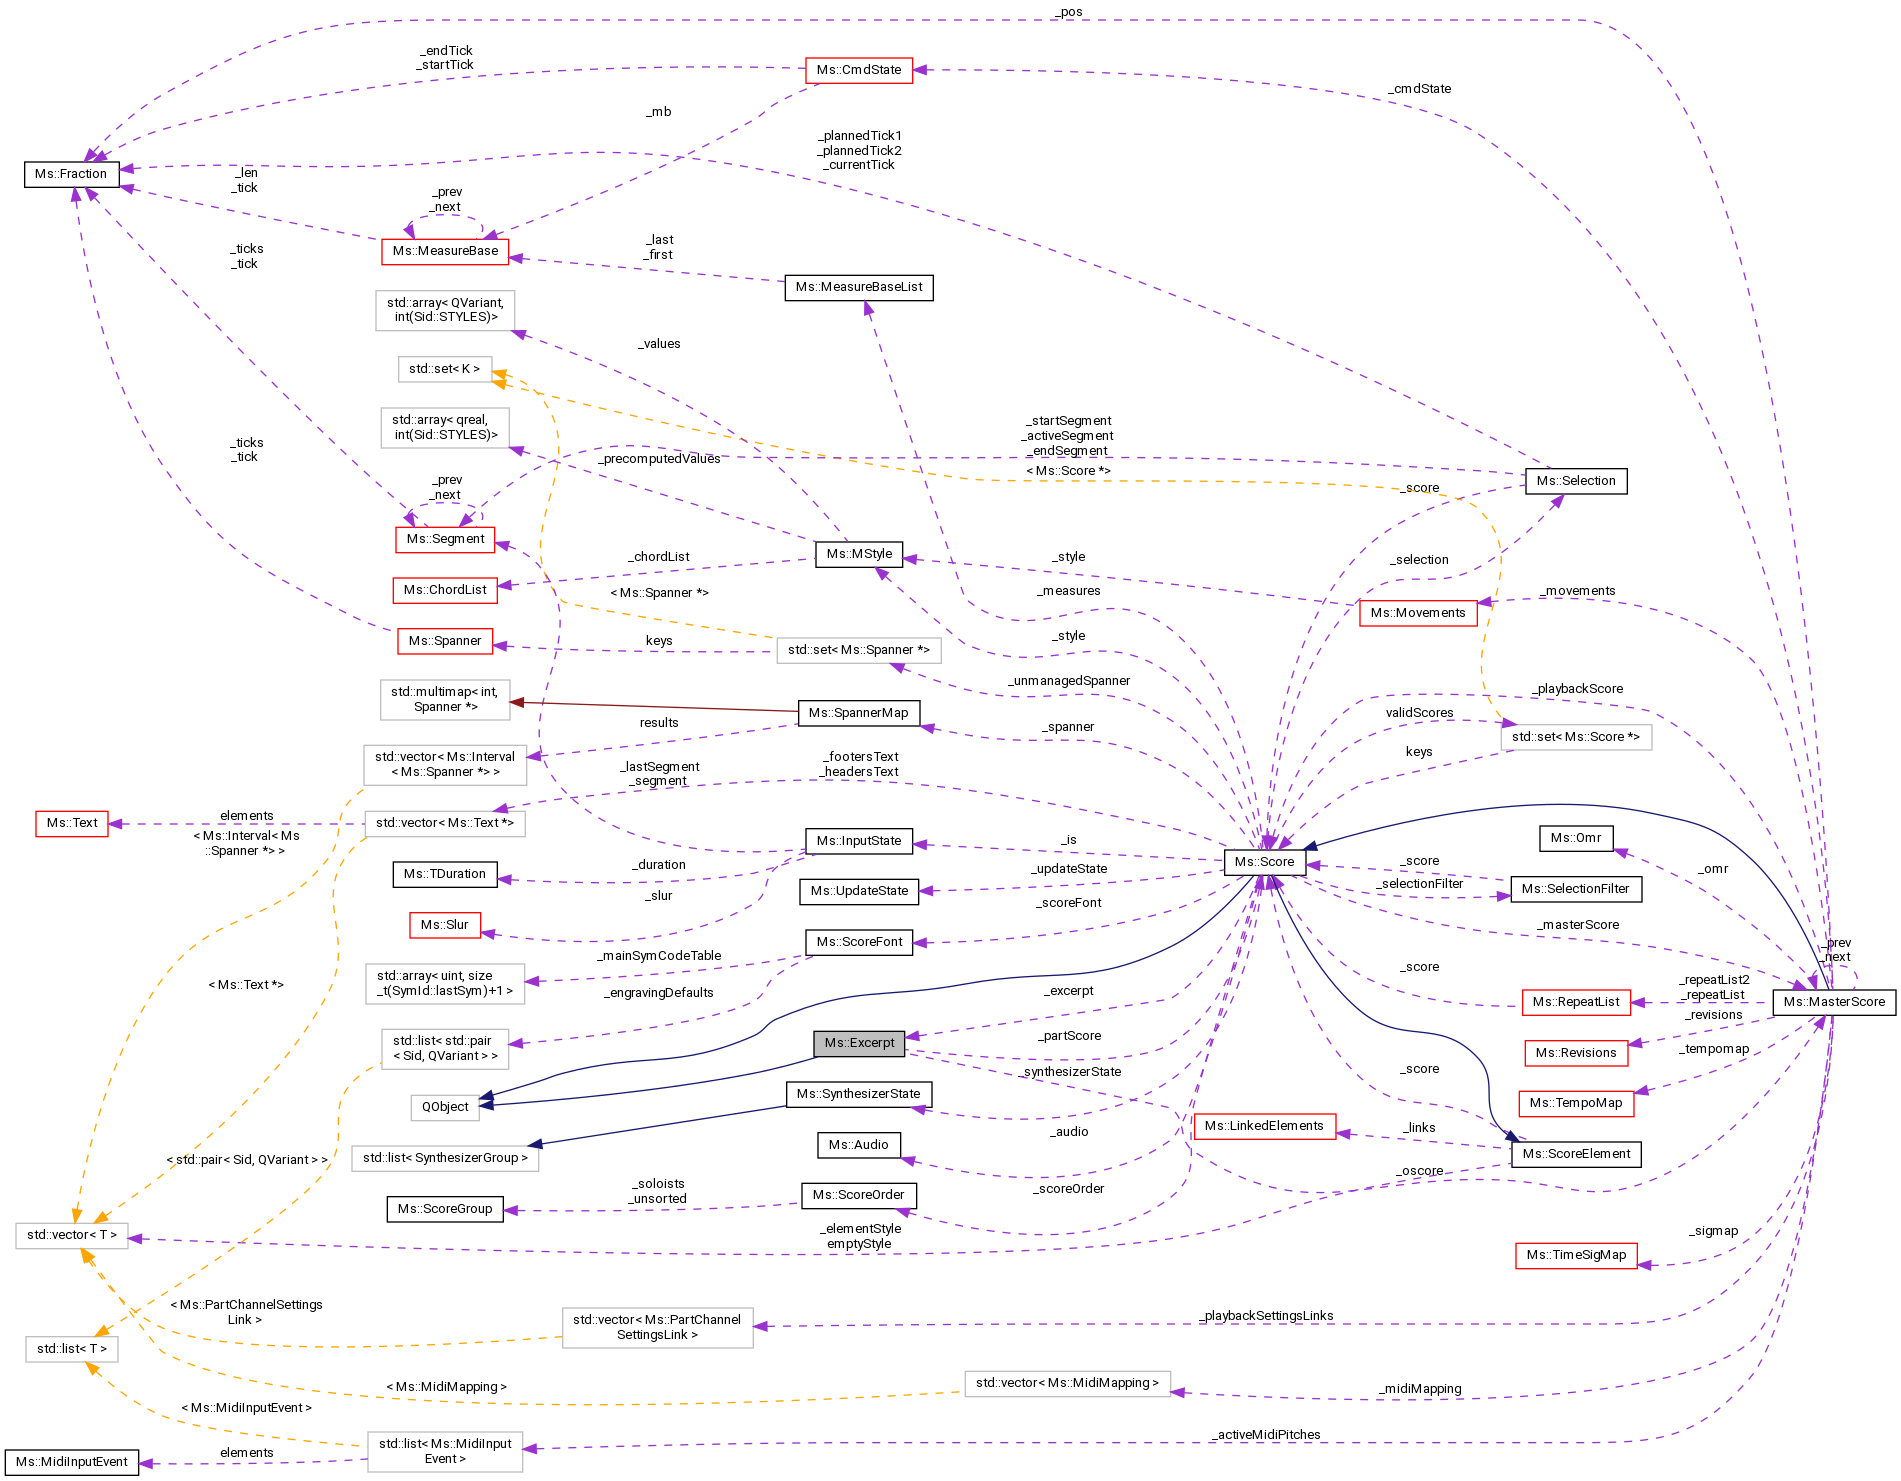 _pos
_endTick
_startTick
Ms::CmdState
_cmdState
_mb
_plannedTick1
_plannedTick2
_currentTick
Ms::Fraction
_len
_tick
_prev
_next
Ms::MeasureBase
_ticks
_tick
_last
_first
Ms::MeasureBaseList
std::array< QVariant,
int(Sid::STYLES)>
_values
std::set< K >
std::array< qreal,
int(Sid::STYLES)>
_startSegment
_activeSegment
_endSegment
< Ms::Score *>
_ticks
_tick
_precomputedValues
_prev
_next
_score
Ms::Selection
Ms::Segment
Ms::MStyle
_chordList
_style
_selection
Ms::ChordList
< Ms::Spanner *>
_measures
_movements
Ms::Movements
Ms::Spanner
keys
std::set< Ms::Spanner *>
_style
_unmanagedSpanner
_playbackScore
std::multimap< int,
Spanner *>
Ms::SpannerMap
validScores
results
_spanner
std::set< Ms::Score *>
std::vector< Ms::Interval
< Ms::Spanner *> >
_lastSegment
_segment
_footersText
_headersText
keys
Ms::Text
elements
std::vector< Ms::Text *>
< Ms::Interval< Ms
::Spanner *> >
Ms::InputState
_is
Ms::Score
Ms::Omr
Ms::TDuration
_duration
_updateState
_score
_omr
Ms::UpdateState
_selectionFilter
Ms::SelectionFilter
_slur
_scoreFont
Ms::Slur
_masterScore
Ms::ScoreFont
_prev
_next
_mainSymCodeTable
std::array< uint, size
_t(SymId::lastSym)+1 >
_score
< Ms::Text *>
_engravingDefaults
_excerpt
_repeatList2
_repeatList
Ms::RepeatList
Ms::MasterScore
_revisions
std::list< std::pair
< Sid, QVariant > >
Ms::Excerpt
_partScore
Ms::Revisions
_tempomap
_synthesizerState
_score
QObject
Ms::SynthesizerState
Ms::TempoMap
Ms::LinkedElements
_links
_audio
Ms::Audio
std::list< SynthesizerGroup >
Ms::ScoreElement
< std::pair< Sid, QVariant > >
_oscore
_soloists
_unsorted
Ms::ScoreOrder
_scoreOrder
Ms::ScoreGroup
std::vector< T >
_elementStyle
emptyStyle
_sigmap
Ms::TimeSigMap
< Ms::PartChannelSettings
Link >
std::vector< Ms::PartChannel
SettingsLink >
_playbackSettingsLinks
std::list< T >
< Ms::MidiMapping >
std::vector< Ms::MidiMapping >
_midiMapping
< Ms::MidiInputEvent >
_activeMidiPitches
std::list< Ms::MidiInput
Event >
elements
Ms::MidiInputEvent